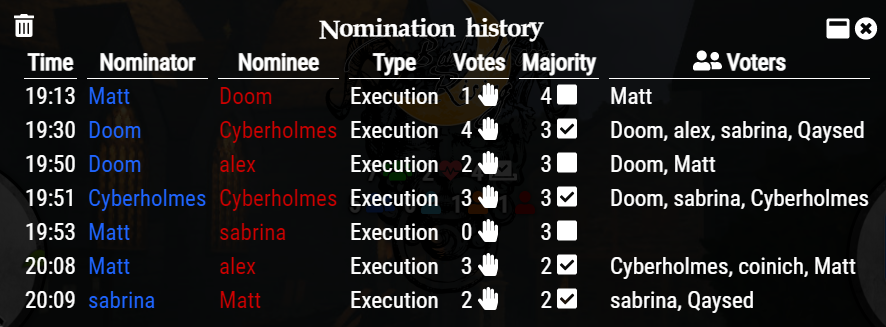 Nomination history
Time Nominator Nominee Type Votes Majority Voters
19:13 Matt Doom Execution 1 4 Matt
19:30 Doom Cyberholmes Execution 4 3 Doom, alex, sabrina, Qaysed
19:50 Doom alex Execution 2 3 Doom, Matt
19:51 Cyberholmes Cyberholmes Execution 3 3 Doom, sabrina, Cyberholmes
19:53 Matt sabrina Execution 0 3
20:08 Matt alex Execution 3 2 Cyberholmes, coinich, Matt
20:09 sabrina Matt Execution 2 2 sabrina, Qaysed